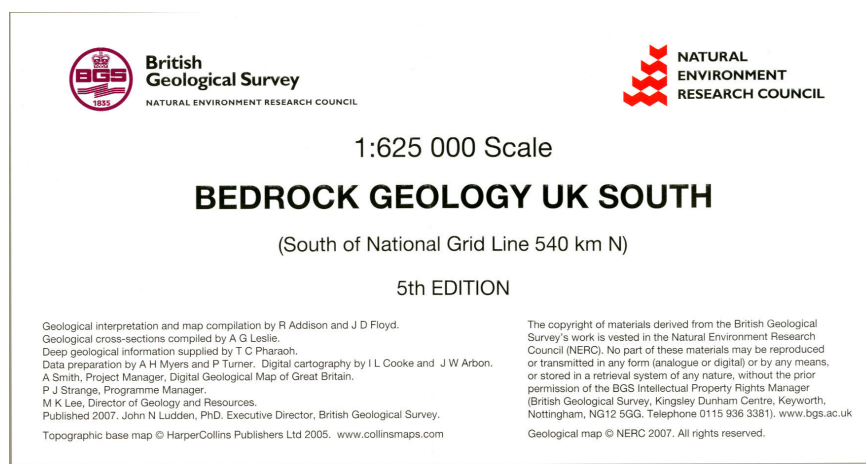 BGS
1835
British
Geological Survey
NATURAL ENVIRONMENT RESEARCH COUNCIL
NATURAL
ENVIRONMENT
RESEARCH COUNCIL
1:625 000 Scale
BEDROCK GEOLOGY UK SOUTH
(South of National Grid Line 540 km N)
5th EDITION
Geological interpretation and map compilation by R Addison and J D Floyd.
Geological cross-sections compiled by A G Leslie.
Deep geological information supplied by T C Pharaoh.
Data preparation by A H Myers and P Turner. Digital cartography by I L Cooke and J W Arbon.
A Smith, Project Manager, Digital Geological Map of Great Britain.
P J Strange, Programme Manager.
M K Lee, Director of Geology and Resources.
Published 2007. John N Ludden, PhD. Executive Director, British Geological Survey.
Topographic base map © HarperCollins Publishers Ltd 2005. www.collinsmaps.com
The copyright of materials derived from the British Geological
Survey's work is vested in the Natural Environment Research
Council (NERC). No part of these materials may be reproduced
or transmitted in any form (analogue or digital) or by any means,
or stored in a retrieval system of any nature, without the prior
permission of the BGS Intellectual Property Rights Manager
(British Geological Survey, Kingsley Dunham Centre, Keyworth,
Nottingham, NG12 5GG. Telephone 0115 936 3381). www.bgs.ac.uk
Geological map © NERC 2007. All rights reserved.